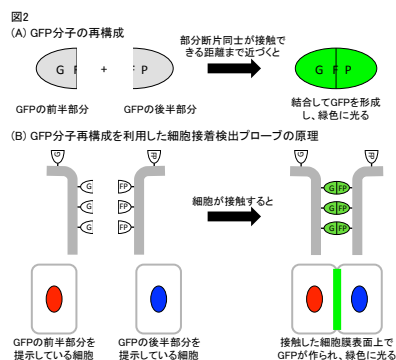 図2
(A) GFP分子の再構成
部分断片同士が接触で
きる距離まで近づくと
G F
+
F P
G F P
GFPの前半部分
GFPの後半部分
結合してGFPを形成
し、緑色に光る
(B) GFP分子再構成を利用した細胞接着検出プローブの原理
G
FP
G
FP
G FP
G
FP
G FP
G
FP
G FP
G
FP
細胞が接触すると
GFPの前半部分を
提示している細胞
GFPの後半部分を
提示している細胞
接触した細胞膜表面上で
GFPが作られ、緑色に光る